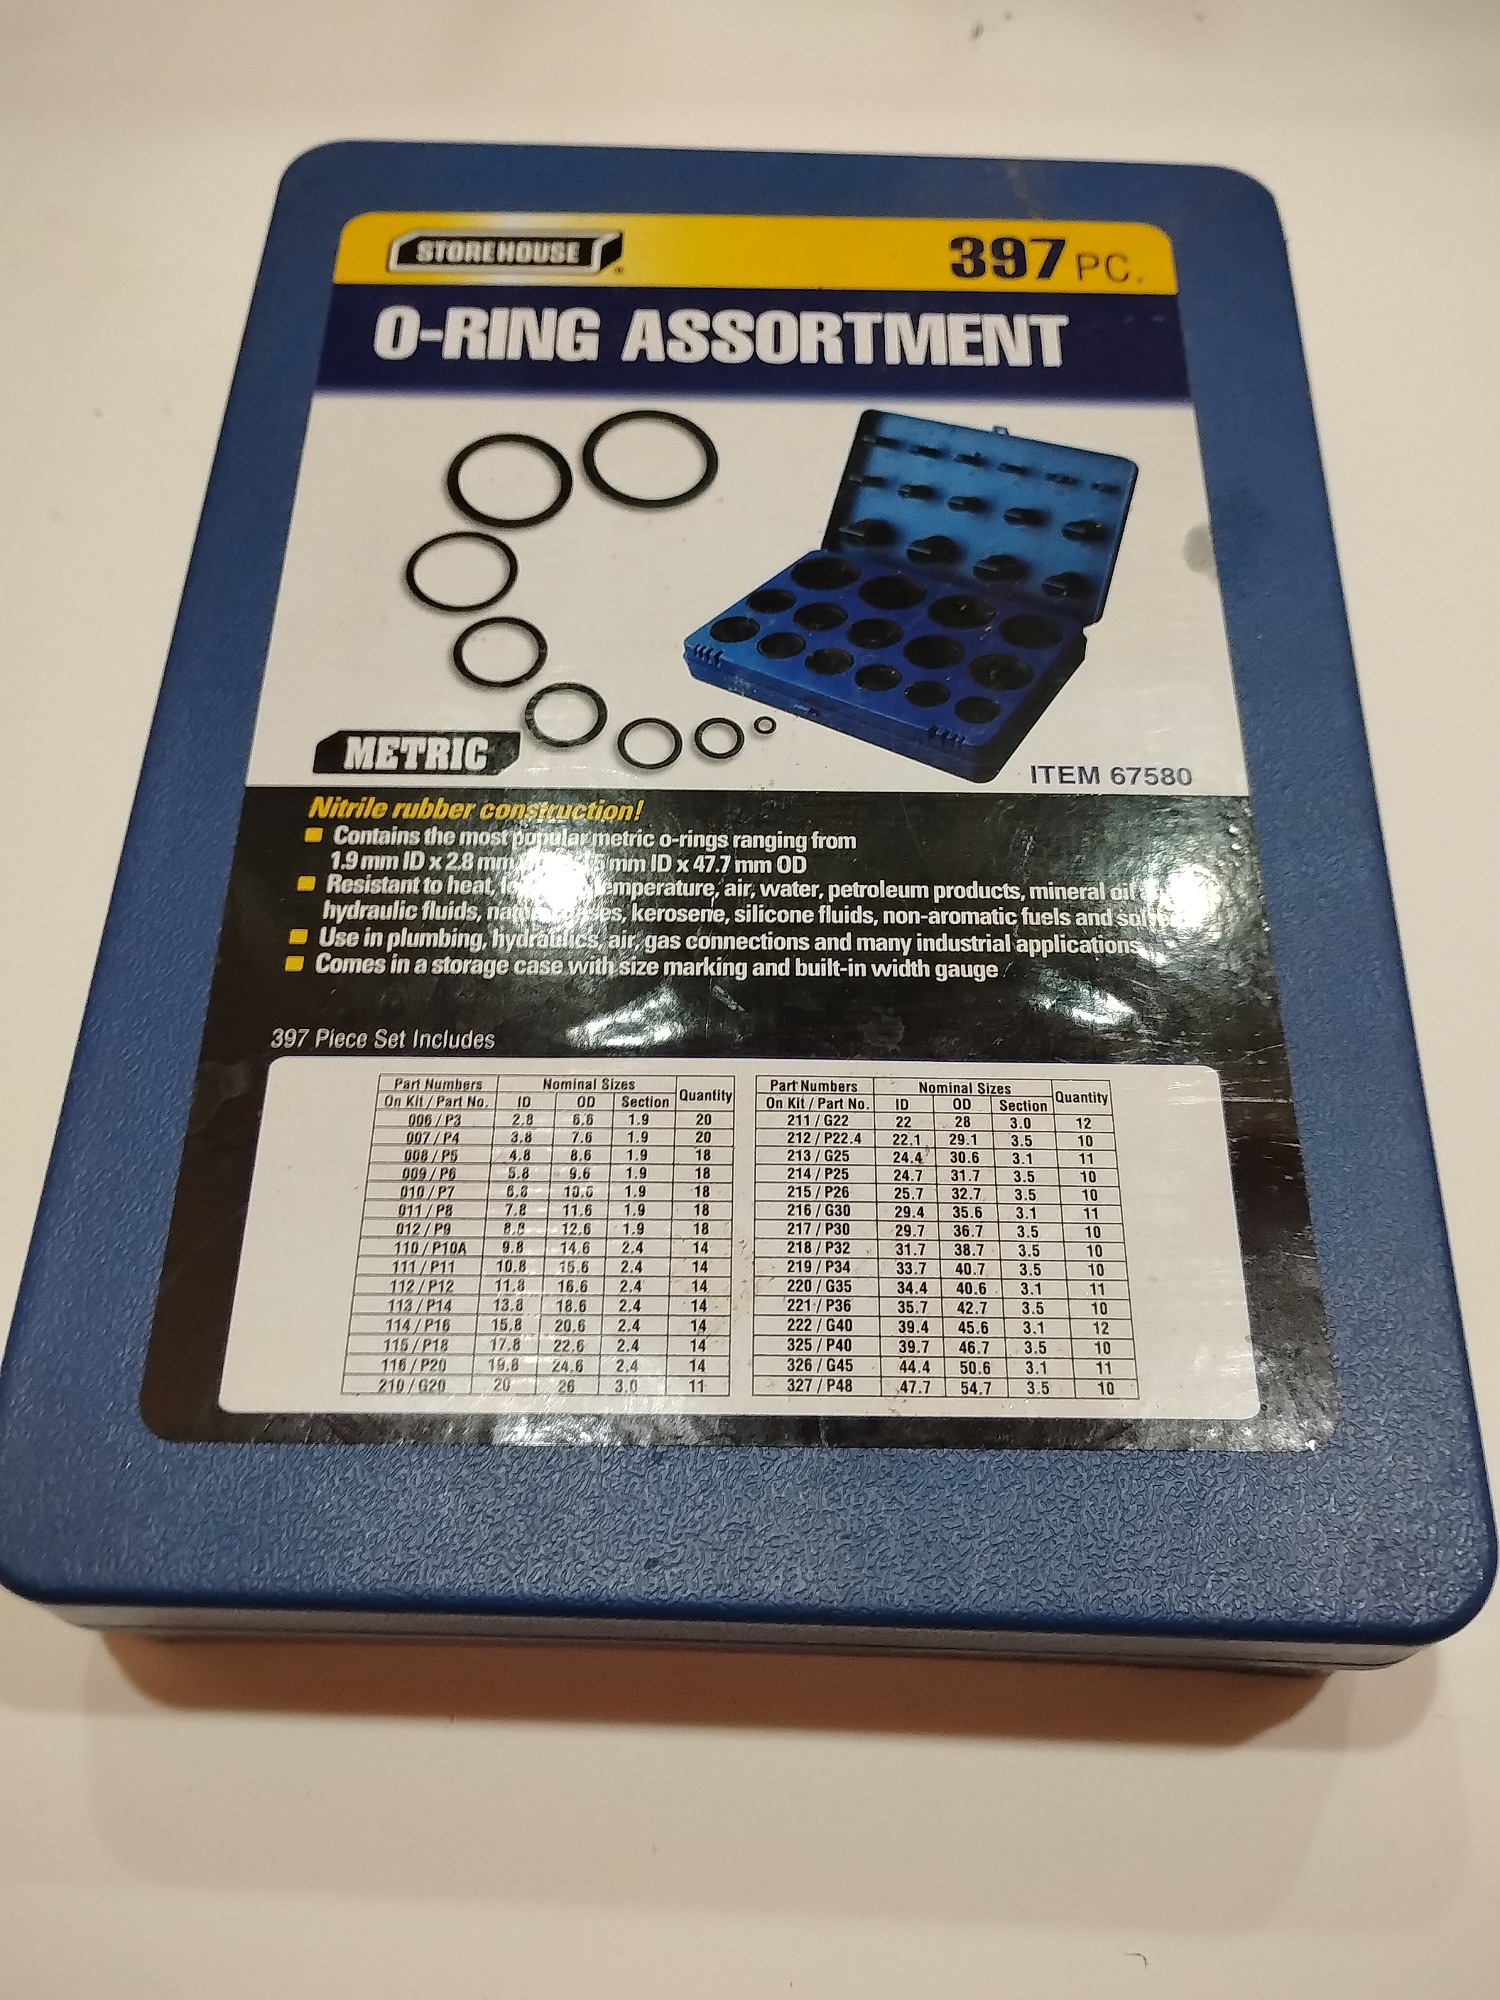 STOREHOUSE®
397 PC.
O-RING ASSORTMENT
METRIC
ITEM 67580
Nitrile rubber construction!
Contains the most popular metric o-rings ranging from
1.9 mm ID x 2.8 mm mm ID x 47.7 mm OD
Resistant to heat, temperature, air, water, petroleum products, mineral oil
hydraulic fluids, kerosene, silicone fluids, non-aromatic fuels and
Use in plumbing, hydraulics, air, gas connections and many industrial applications
Comes in a storage case with size marking and built-in width gauge
397 Piece Set Includes
Part Numbers Nominal Sizes Quantity
On Kit / Part No. ID OD Section
006 / P3 2.8 6.6 1.9 20
007 / P4 3.8 7.6 1.9 20
008 / P5 4.8 8.6 1.9 18
009 / P6 5.8 9.6 1.9 18
010 / P7 6.8 10.6 1.9 18
011 / P8 7.8 11.6 1.9 18
012 / P9 8.8 12.6 1.9 18
110 / P10A 9.8 14.6 2.4 14
111 / P11 10.8 15.6 2.4 14
112 / P12 11.8 16.6 2.4 14
113 / P14 13.8 18.6 2.4 14
114 / P16 15.8 20.6 2.4 14
115 / P18 17.8 22.6 2.4 14
116 / P20 19.8 24.6 2.4 14
210 / G20 20 26 3.0 11
Part Numbers Nominal Sizes Quantity
On Kit / Part No. ID OD Section
211 / G22 22 28 3.0 12
212 / P22.4 22.1 29.1 3.5 10
213 / G25 24.4 30.6 3.1 11
214 / P25 24.7 31.7 3.5 10
215 / P26 25.7 32.7 3.5 10
216 / G30 29.4 35.6 3.1 11
217 / P30 29.7 36.7 3.5 10
218 / P32 31.7 38.7 3.5 10
219 / P34 33.7 40.7 3.5 10
220 / G35 34.4 40.6 3.1 11
221 / P36 35.7 42.7 3.5 10
222 / G40 39.4 45.6 3.1 12
325 / P40 39.7 46.7 3.5 10
326 / G45 44.4 50.6 3.1 11
327 / P48 47.7 54.7 3.5 10